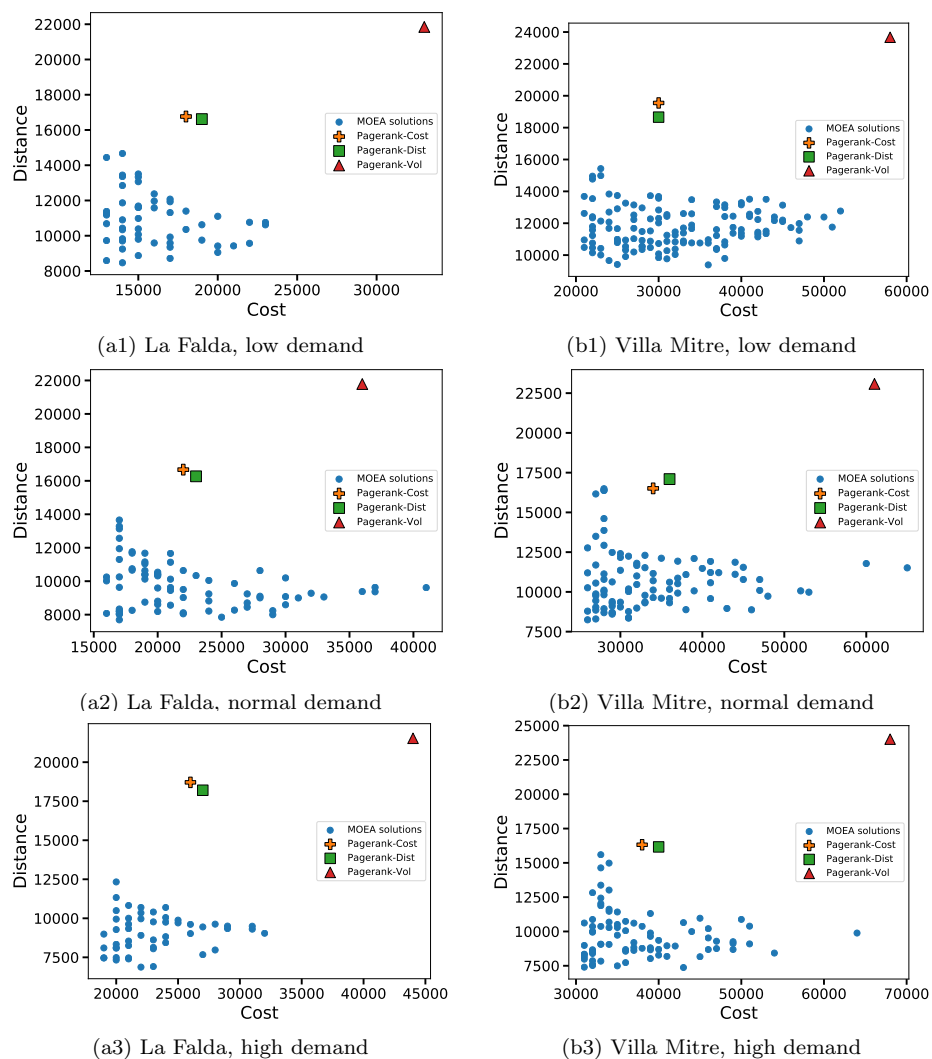 22000
20000
18000
16000
14000
12000
10000
8000
Distance
MOEA solutions
Pagerank-Cost
Pagerank-Dist
Pagerank-Vol
15000 20000 25000 30000
Cost
(a1) La Falda, low demand
24000
22000
20000
18000
16000
14000
12000
10000
Distance
MOEA solutions
Pagerank-Cost
Pagerank-Dist
Pagerank-Vol
20000 30000 40000 50000 60000
Cost
(b1) Villa Mitre, low demand
22000
20000
18000
16000
14000
12000
10000
8000
Distance
MOEA solutions
Pagerank-Cost
Pagerank-Dist
Pagerank-Vol
15000 20000 25000 30000 35000 40000
Cost
(a2) La Falda, normal demand
22500
20000
17500
15000
12500
10000
7500
Distance
MOEA solutions
Pagerank-Cost
Pagerank-Dist
Pagerank-Vol
30000 40000 50000 60000
Cost
(b2) Villa Mitre, normal demand
20000
17500
15000
12500
10000
7500
Distance
MOEA solutions
Pagerank-Cost
Pagerank-Dist
Pagerank-Vol
20000 25000 30000 35000 40000 45000
Cost
(a3) La Falda, high demand
25000
22500
20000
17500
15000
12500
10000
7500
Distance
MOEA solutions
Pagerank-Cost
Pagerank-Dist
Pagerank-Vol
30000 40000 50000 60000 70000
Cost
(b3) Villa Mitre, high demand